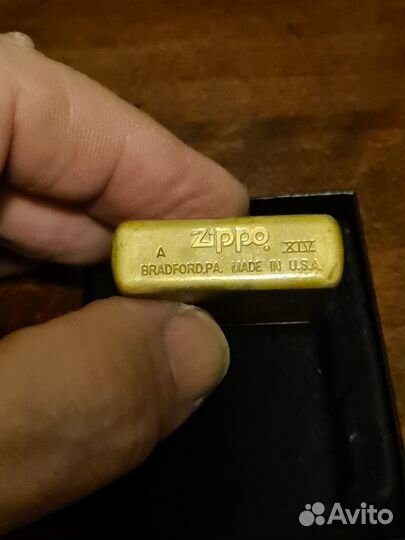 A Zippo® XIV
BRADFORD,PA. MADE IN U.S.A.
Avito